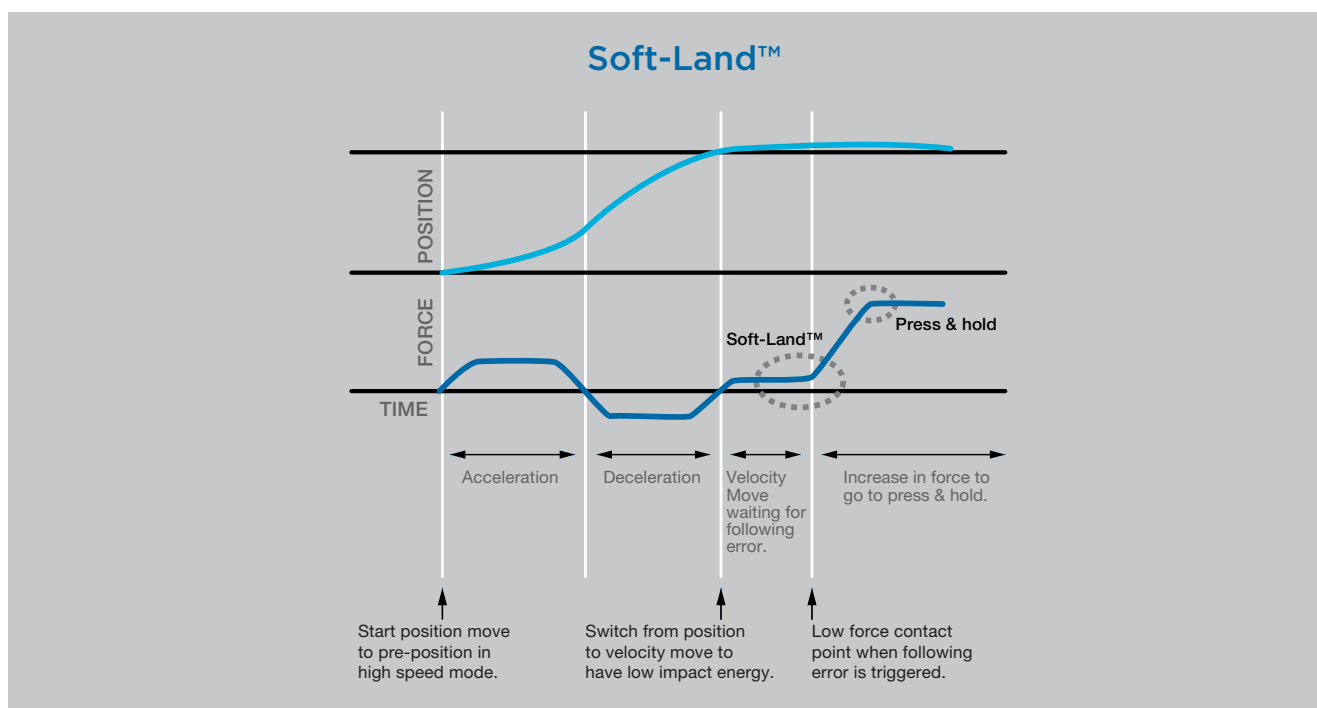 Soft-Land™
POSITION
FORCE
Press & hold
Soft-Land™
TIME
Acceleration
Deceleration
Velocity
Move
waiting for
following
error.
Increase in force to
go to press & hold.
Start position move
to pre-position in
high speed mode.
Switch from position
to velocity move to
have low impact energy.
Low force contact
point when following
error is triggered.